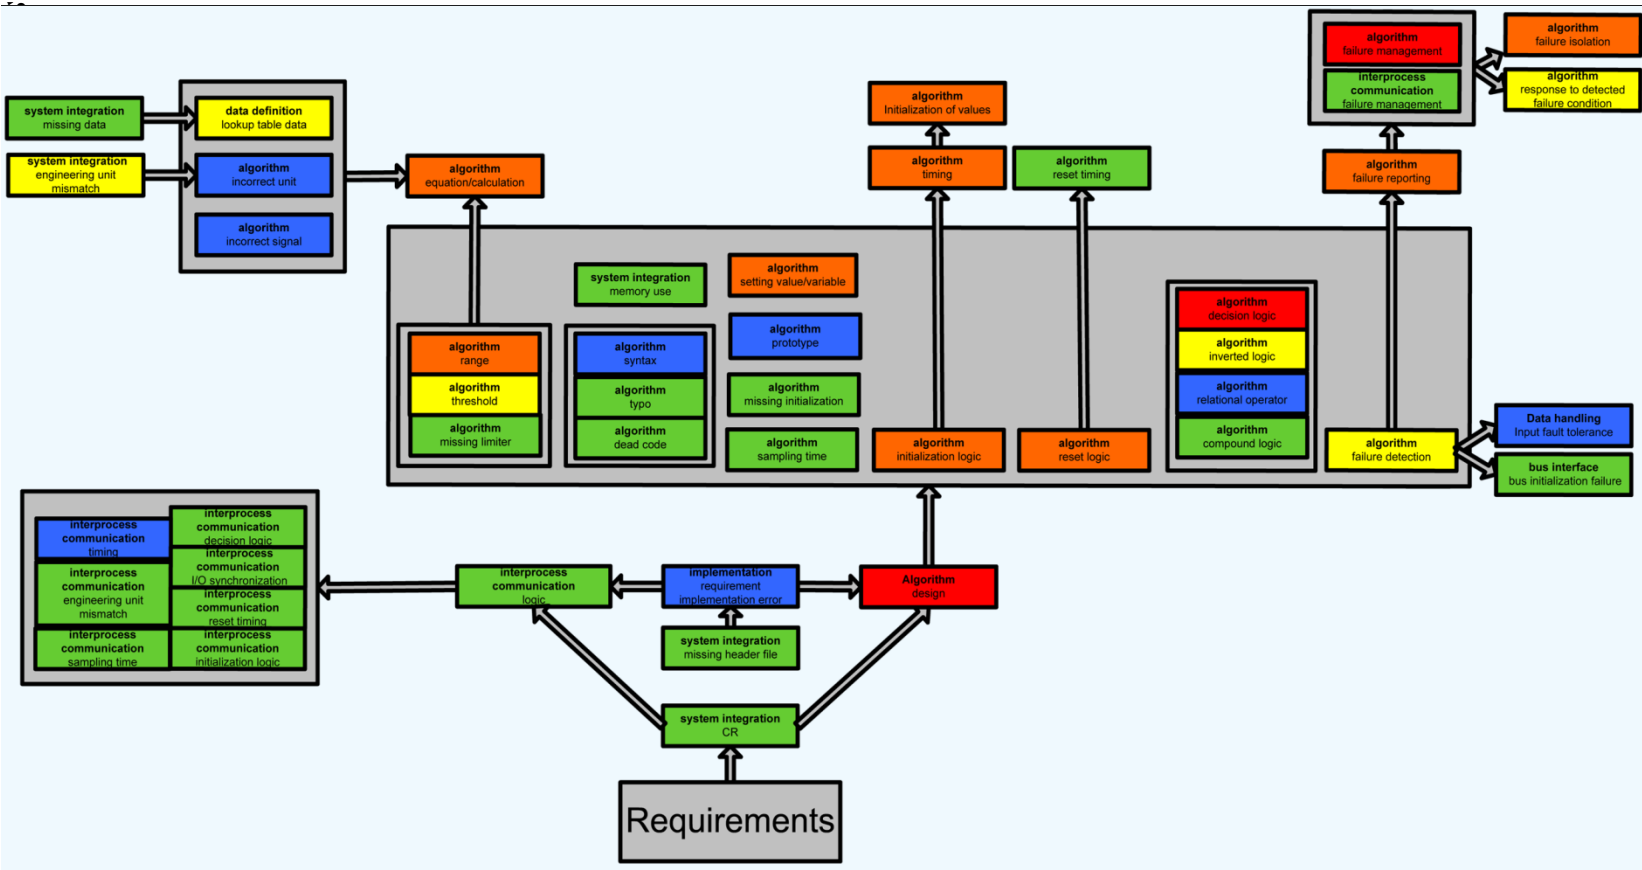 algorithm
failure management
interprocess
communication
failure management
algorithm
failure isolation
algorithm
response to detected
failure condition
system integration
missing data
data definition
lookup table data
system integration
engineering unit
mismatch
algorithm
incorrect unit
algorithm
incorrect signal
algorithm
equation/calculation
algorithm
Initialization of values
algorithm
timing
algorithm
reset timing
algorithm
failure reporting
system integration
memory use
algorithm
setting value/variable
algorithm
range
algorithm
threshold
algorithm
missing limiter
algorithm
syntax
algorithm
typo
algorithm
dead code
algorithm
prototype
algorithm
missing initialization
algorithm
sampling time
algorithm
initialization logic
algorithm
reset logic
algorithm
decision logic
algorithm
inverted logic
algorithm
relational operator
algorithm
compound logic
algorithm
failure detection
Data handling
Input fault tolerance
bus interface
bus initialization failure
interprocess
communication
timing
interprocess
communication
engineering unit
mismatch
interprocess
communication
sampling time
interprocess
communication
decision logic
interprocess
communication
I/O synchronization
interprocess
communication
reset timing
interprocess
communication
initialization logic
interprocess
communication
logic
implementation
requirement
implementation error
Algorithm
design
system integration
missing header file
system integration
CR
Requirements